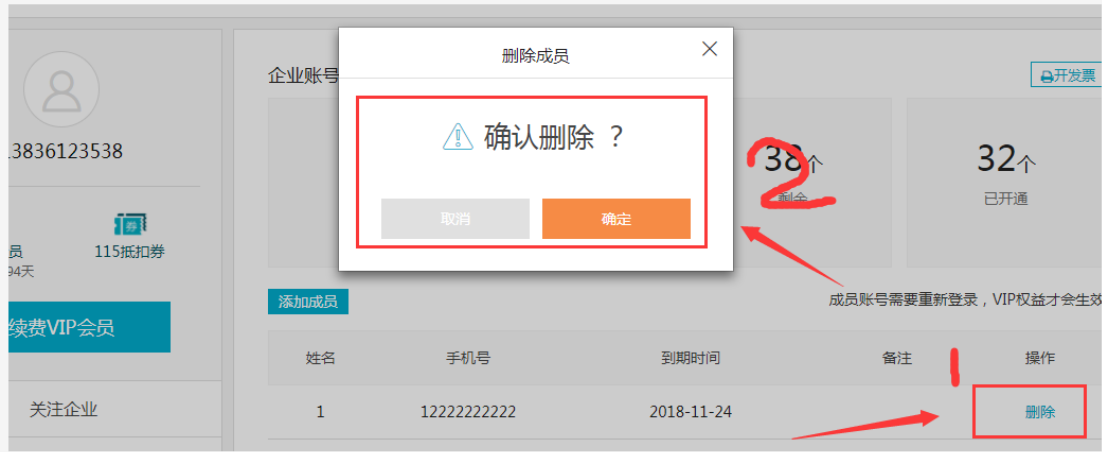 删除成员
企业账号
开发票
确认删除 ？
取消
确定
3836123538
38个
剩余
32个
已开通
2
券
员
94天
115抵扣券
续费VIP会员
添加成员
成员账号需要重新登录，VIP权益才会生效
姓名 手机号 到期时间 备注 操作
1
1 12222222222 2018-11-24 删除
关注企业